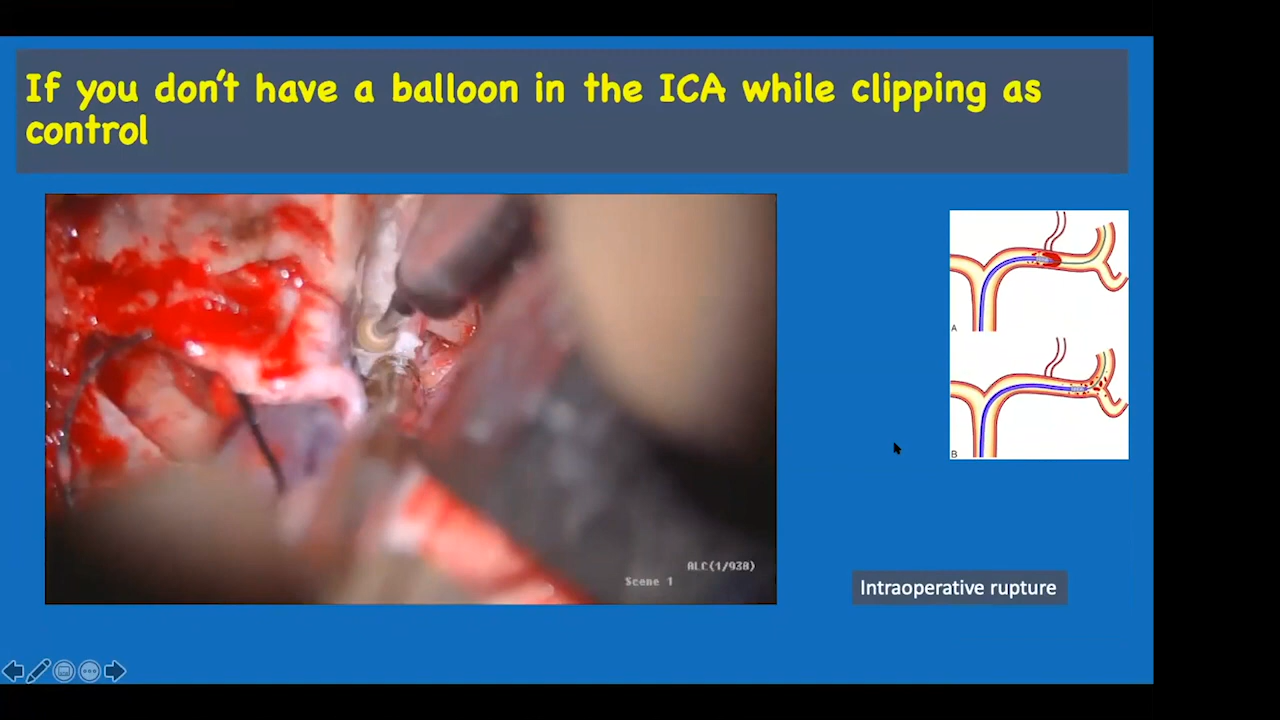 If you don't have a balloon in the ICA while clipping as
control
A
B
ALC(1/938)
Scene 1
Intraoperative rupture